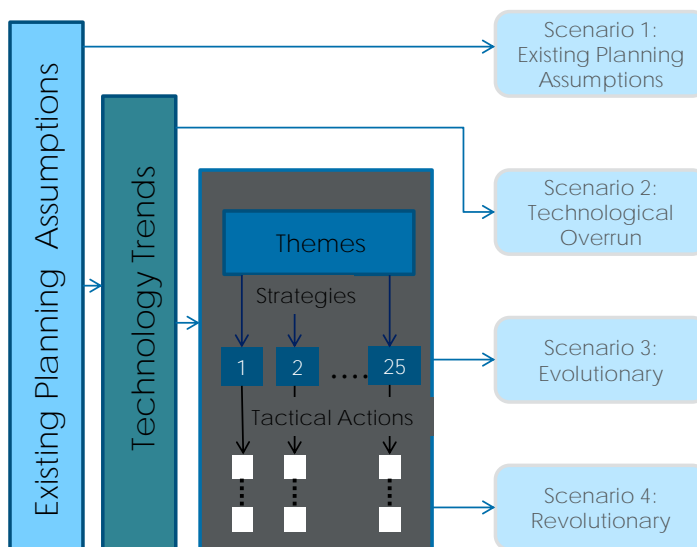 Existing Planning Assumptions
Technology Trends
Themes
Strategies
1
2
....
25
Tactical Actions
Scenario 1:
Existing Planning
Assumptions
Scenario 2:
Technological
Overrun
Scenario 3:
Evolutionary
Scenario 4:
Revolutionary